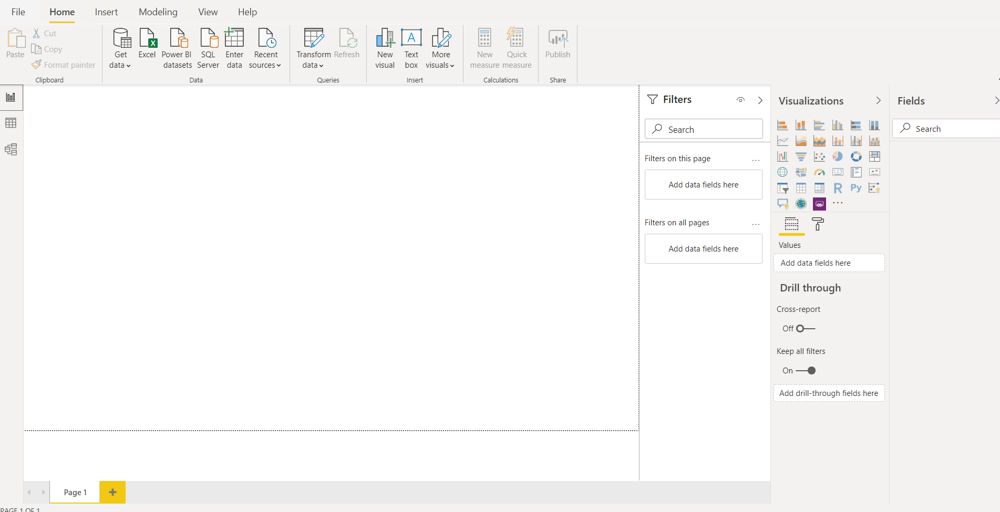 File Home Insert Modeling View Help
Paste
Cut
Copy
Format painter
Clipboard
Get
data
Excel
Power BI
datasets
SQL
Server
Enter
data
Recent
sources
Data
Transform
data
Refresh
Queries
New
visual
Text
box
More
visuals
Insert
New
measure
Quick
measure
Calculations
Publish
Share
Filters
Search
Filters on this page ...
Add data fields here
Filters on all pages ...
Add data fields here
Visualizations
123
R Py
...
Values
Add data fields here
Drill through
Cross-report
Off
Keep all filters
On
Add drill-through fields here
Fields
Search
Page 1
PAGE 1 OF 1